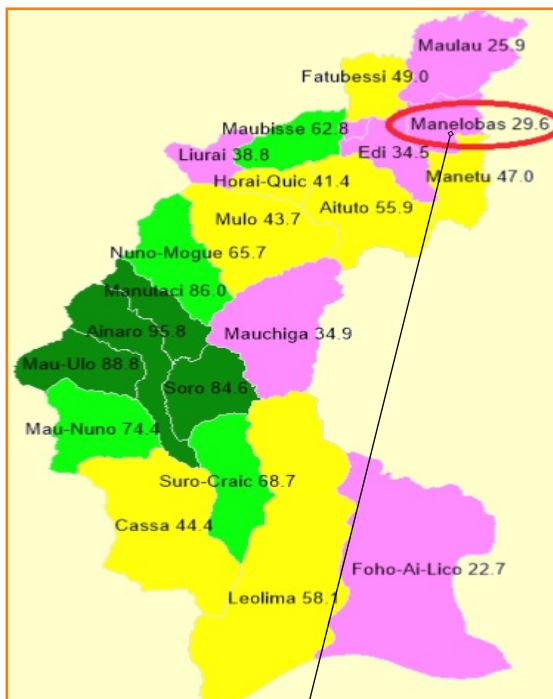 Maulau 25.9
Fatubessi 49.0
Manelobas 29.6
Maubisse 62.8
Liurai 38.8
Edi 34.5
Horai-Quic 41.4
Manetu 47.0
Aituto 55.9
Mulo 43.7
Nuno-Mogue 65.7
Manutaci 86.0
Ainaro 95.8
Mauchiga 34.9
Mau-Ulo 88.8
Soro 84.6
Mau-Nuno 74.4
Suro-Craic 68.7
Cassa 44.4
Foho-Ai-Lico 22.7
Leolima 58.1